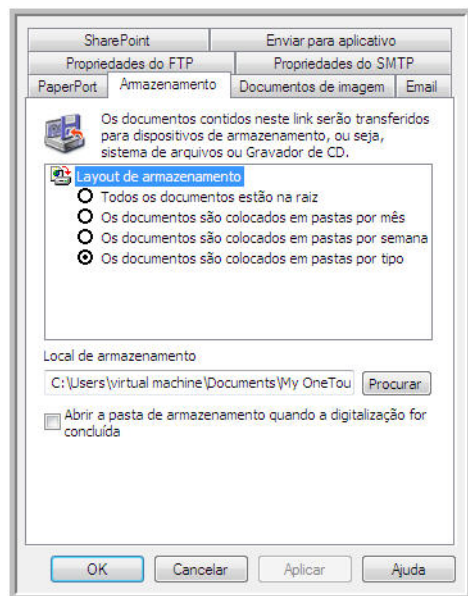 SharePoint
Enviar para aplicativo
Propriedades do FTP
Propriedades do SMTP
PaperPort
Armazenamento
Documentos de imagem
Email
Os documentos contidos neste link serão transferidos
para dispositivos de armazenamento, ou seja,
sistema de arquivos ou Gravador de CD.
Layout de armazenamento
Todos os documentos estão na raiz
Os documentos são colocados em pastas por mês
Os documentos são colocados em pastas por semana
Os documentos são colocados em pastas por tipo
Local de armazenamento
C:\Users\virtual machine\Documents\My OneTou
Procurar
Abrir a pasta de armazenamento quando a digitalização for
concluída
OK
Cancelar
Aplicar
Ajuda